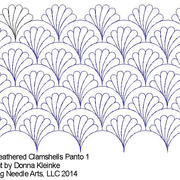 eathered Clamshells Panto 1
t by Donna Kleinke
g Needle Arts, LLC 2014